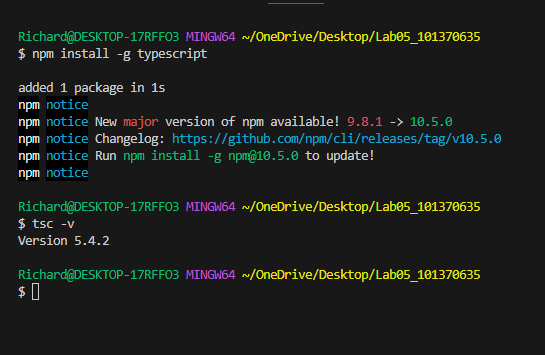 Richard@DESKTOP-17RFFO3 MINGW64 ~/OneDrive/Desktop/Lab05_101370635
$ npm install -g typescript
added 1 package in 1s
npm notice
npm notice New major version of npm available! 9.8.1 -> 10.5.0
npm notice Changelog: https://github.com/npm/cli/releases/tag/v10.5.0
npm notice Run npm install -g npm@10.5.0 to update!
npm notice
Richard@DESKTOP-17RFFO3 MINGW64 ~/OneDrive/Desktop/Lab05_101370635
$ tsc -v
Version 5.4.2
Richard@DESKTOP-17RFFO3 MINGW64 ~/OneDrive/Desktop/Lab05_101370635
$